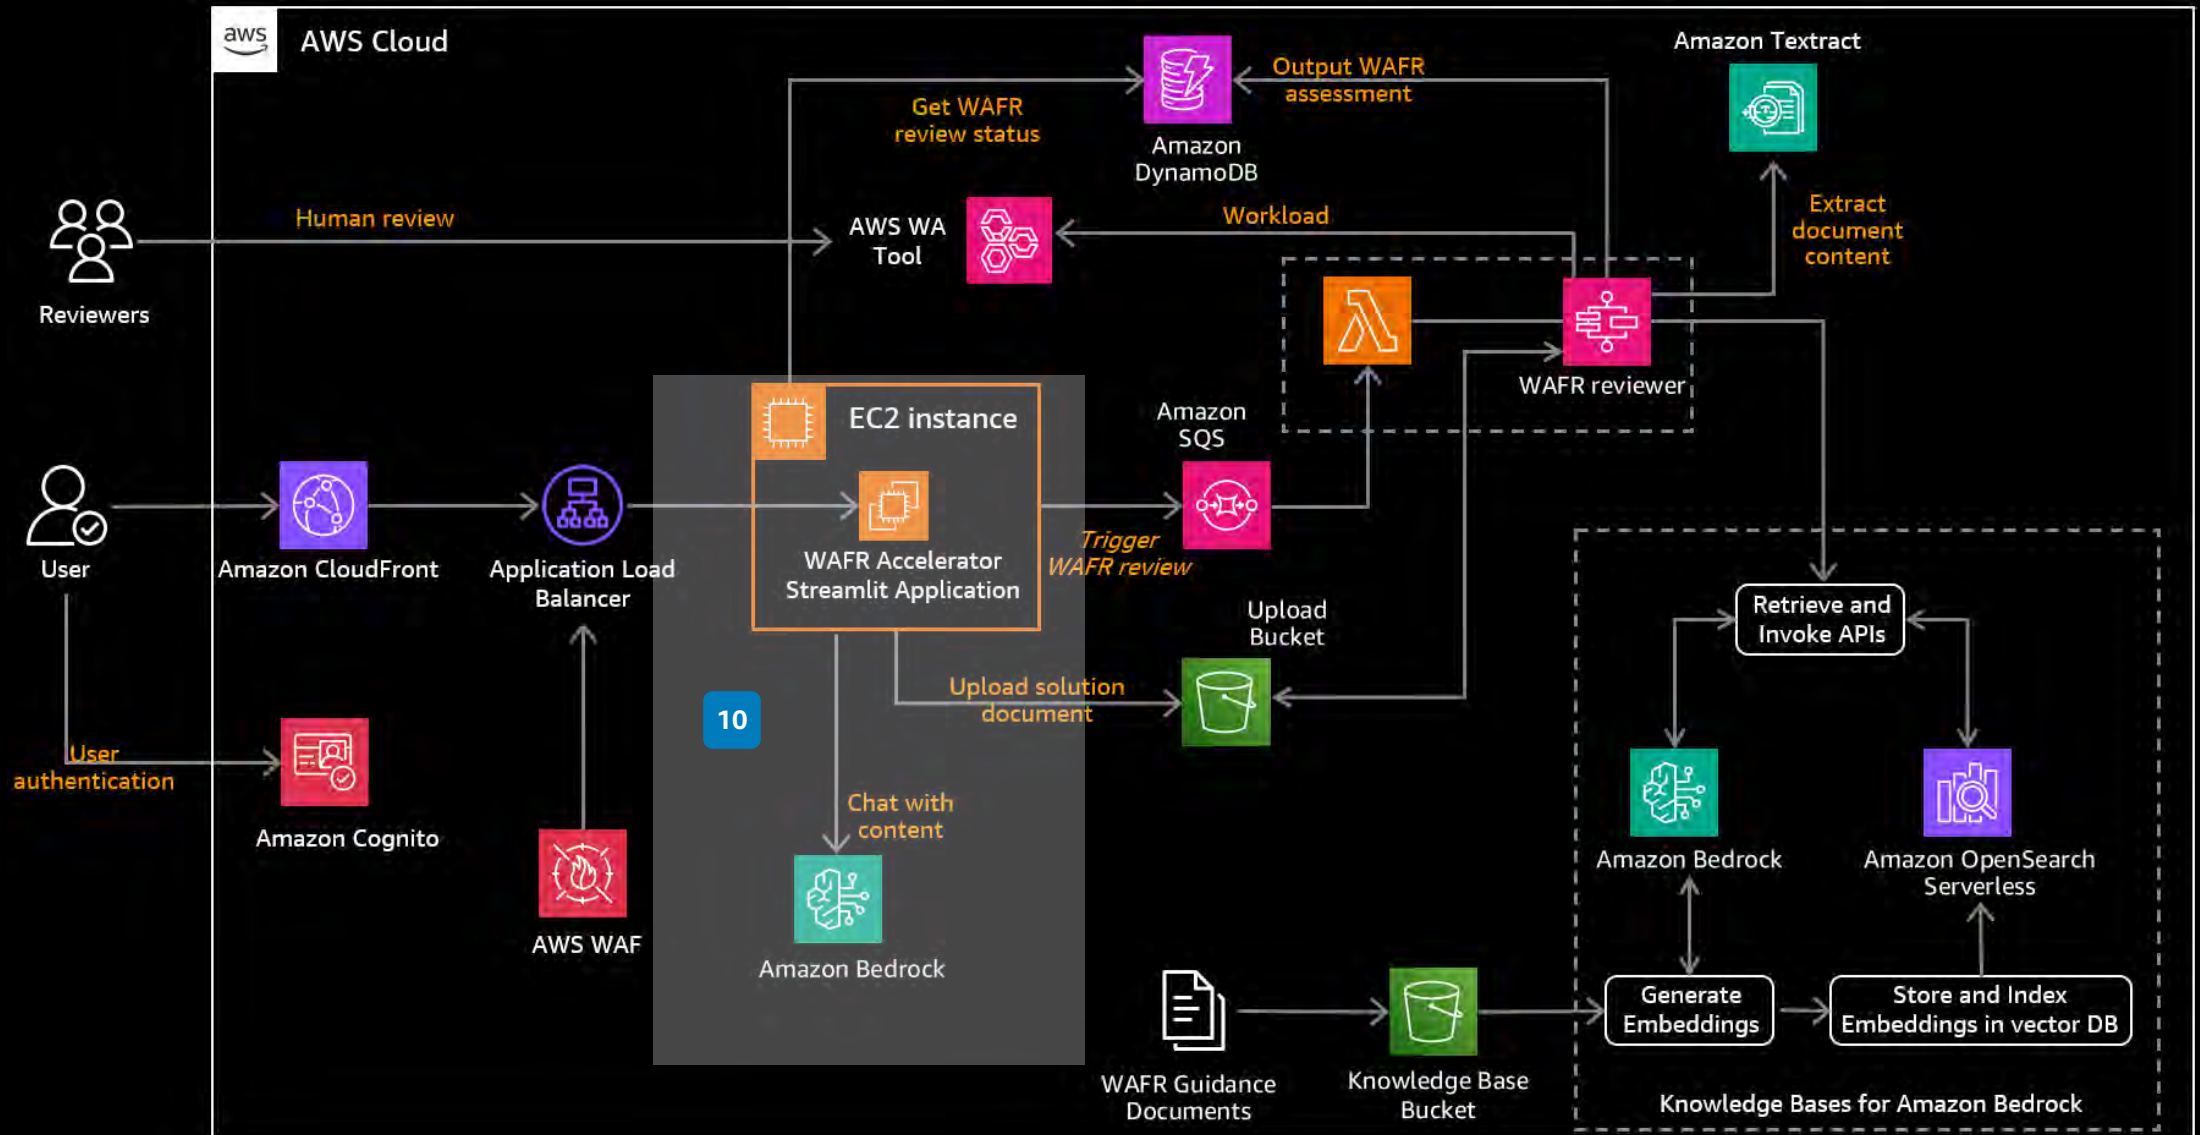 aws
AWS Cloud
Amazon Textract
Output WAFR
assessment
Get WAFR
review status
Amazon
DynamoDB
Extract
document
content
Human review
Workload
AWS WA
Tool
Reviewers
WAFR reviewer
EC2 instance
Amazon
SQS
Trigger
WAFR review
User
Amazon CloudFront
Application Load
Balancer
WAFR Accelerator
Streamlit Application
Upload
Bucket
Retrieve and
Invoke APIs
Upload solution
document
10
User
authentication
Chat with
content
Amazon Cognito
AWS WAF
Amazon Bedrock
Amazon Bedrock
Amazon OpenSearch
Serverless
Generate
Embeddings
Store and Index
Embeddings in vector DB
WAFR Guidance
Documents
Knowledge Base
Bucket
Knowledge Bases for Amazon Bedrock